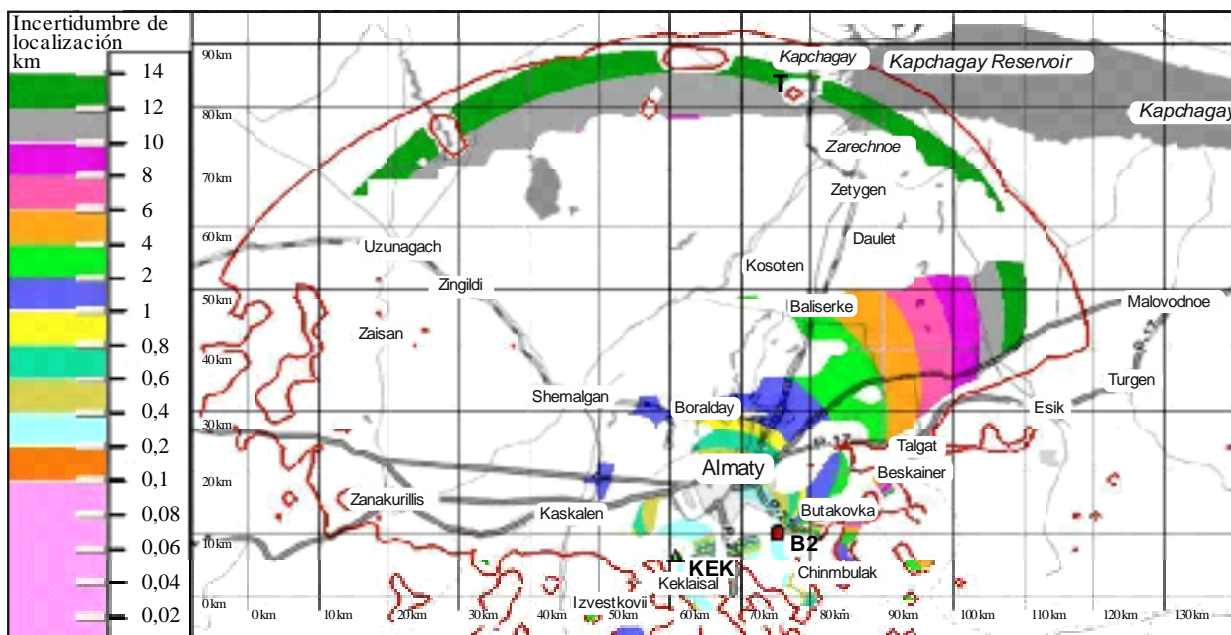 Incertidumbre de
localización
km
14
12
10
8
6
4
2
1
0,8
0,6
0,4
0,2
0,1
0,08
0,06
0,04
0,02
90km
80km
70km
60km
50km
40km
30km
20km
10km
0km
0km
10km
20km
30km
40km
50km
60km
70km
80km
90km
100km
110km
120km
130km
Kapchagay
Kapchagay Reservoir
Kapchagay
T
Zarechnoe
Zetygen
Daulet
Uzunagach
Kosoten
Zingildi
Baliserke
Malovodnoe
Zaisan
Turgen
Shemalgan
Boralday
Esik
Talgat
Almaty
Beskainer
Zanakurillis
Kaskalen
Butakovka
B2
KEK
Keklaisal
Chinmbulak
Izvestkovii